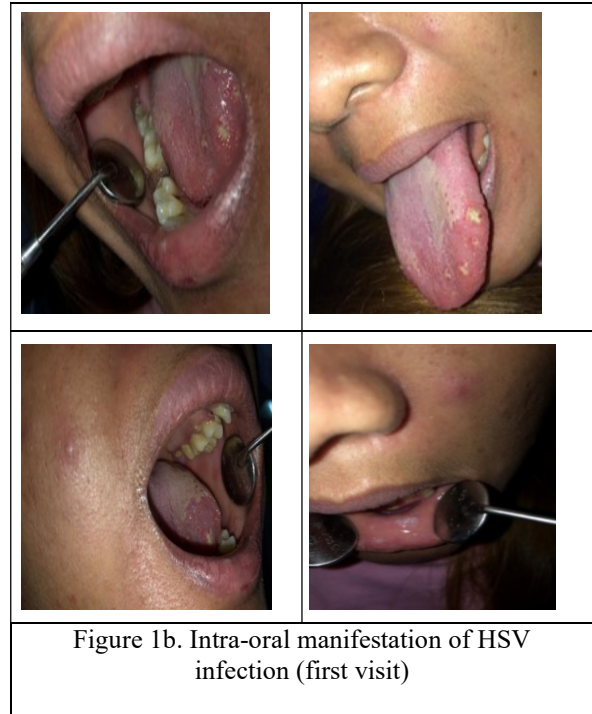 Figure 1b. Intra-oral manifestation of HSV
infection (first visit)